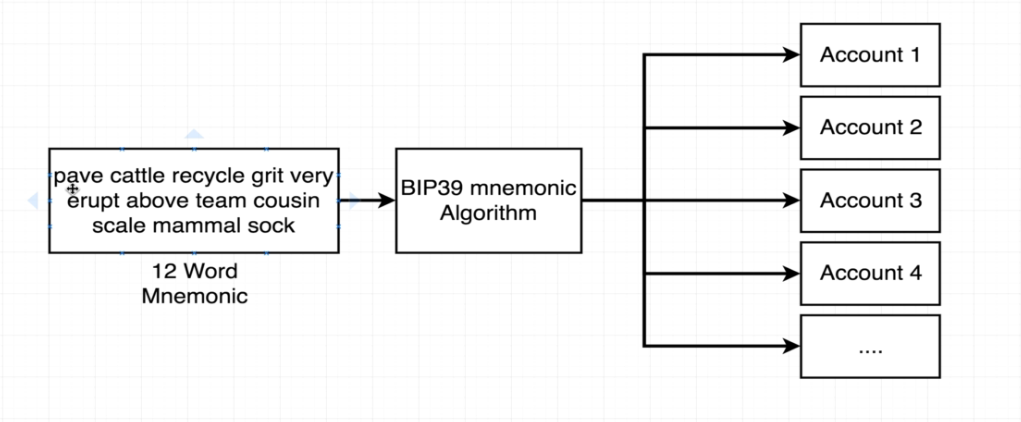 pave cattle recycle grit very
erupt above team cousin
scale mammal sock
12 Word
Mnemonic
BIP39 mnemonic
Algorithm
Account 1
Account 2
Account 3
Account 4
....